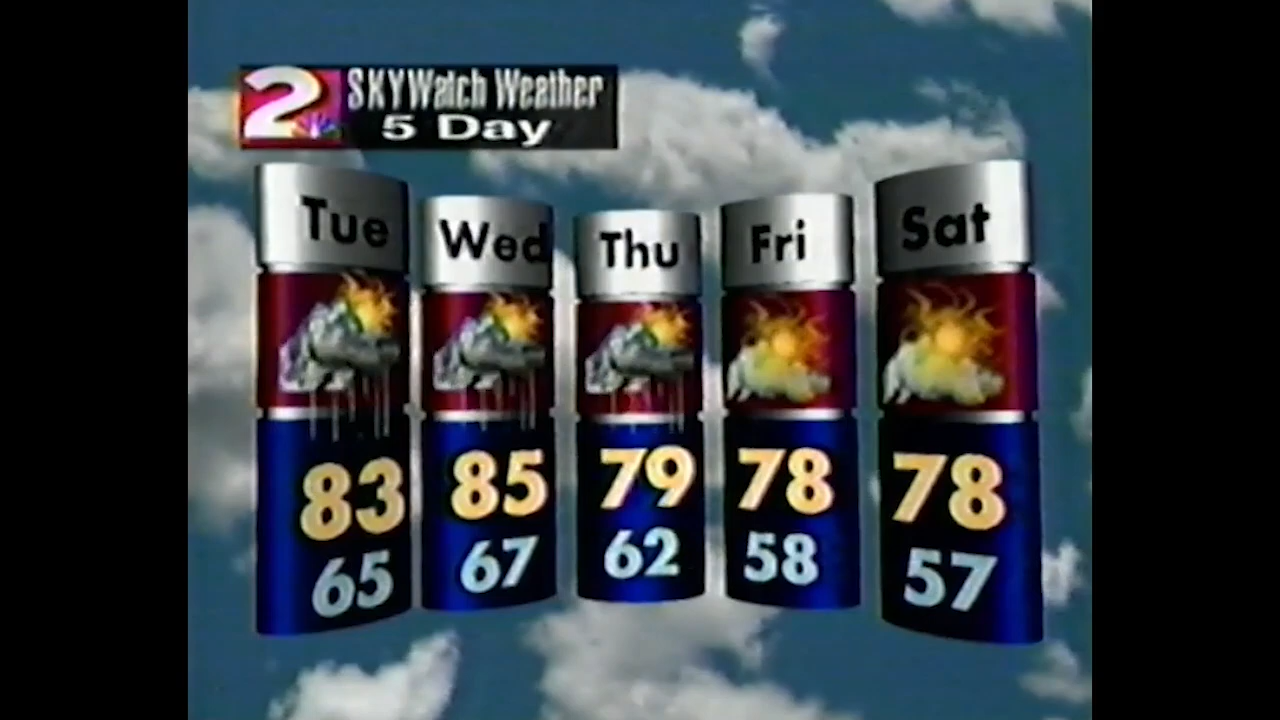 2 SKYWatch Weather
5 Day
Tue Wed Thu Fri Sat
83 85 79 78 78
65 67 62 58 57